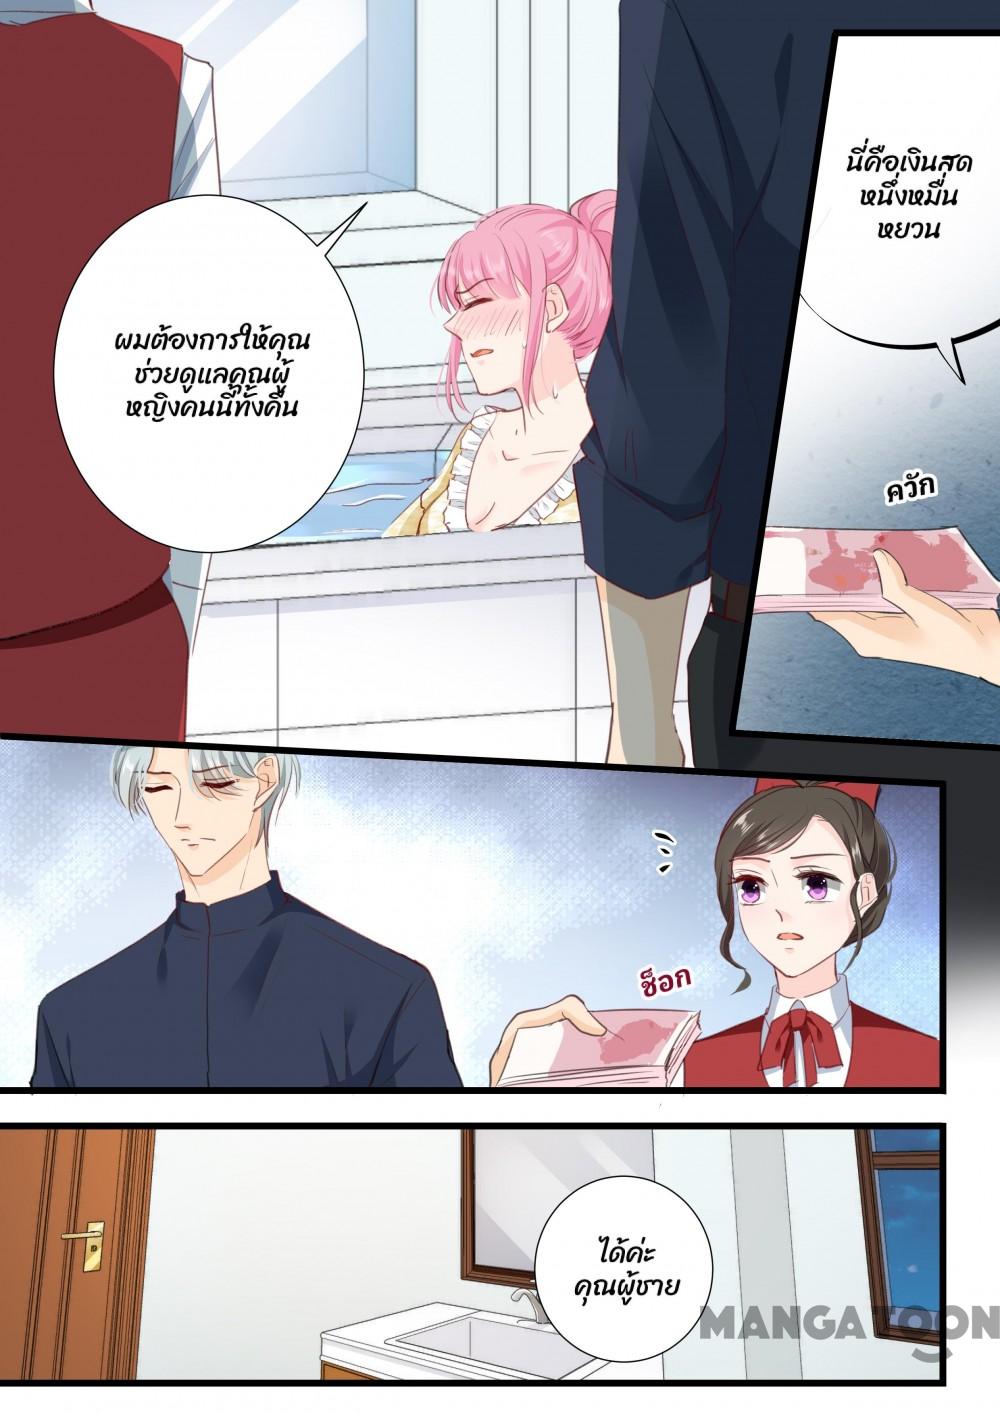 นี่คือเงินสด
หนึ่งหมื่น
หยวน
ผมต้องการให้คุณ
ช่วยดูแลคุณผู้
หญิงคนนี้ทั้งคืน
ควัก
ช็อก
ได้ค่ะ
คุณผู้ชาย
MANGATOON